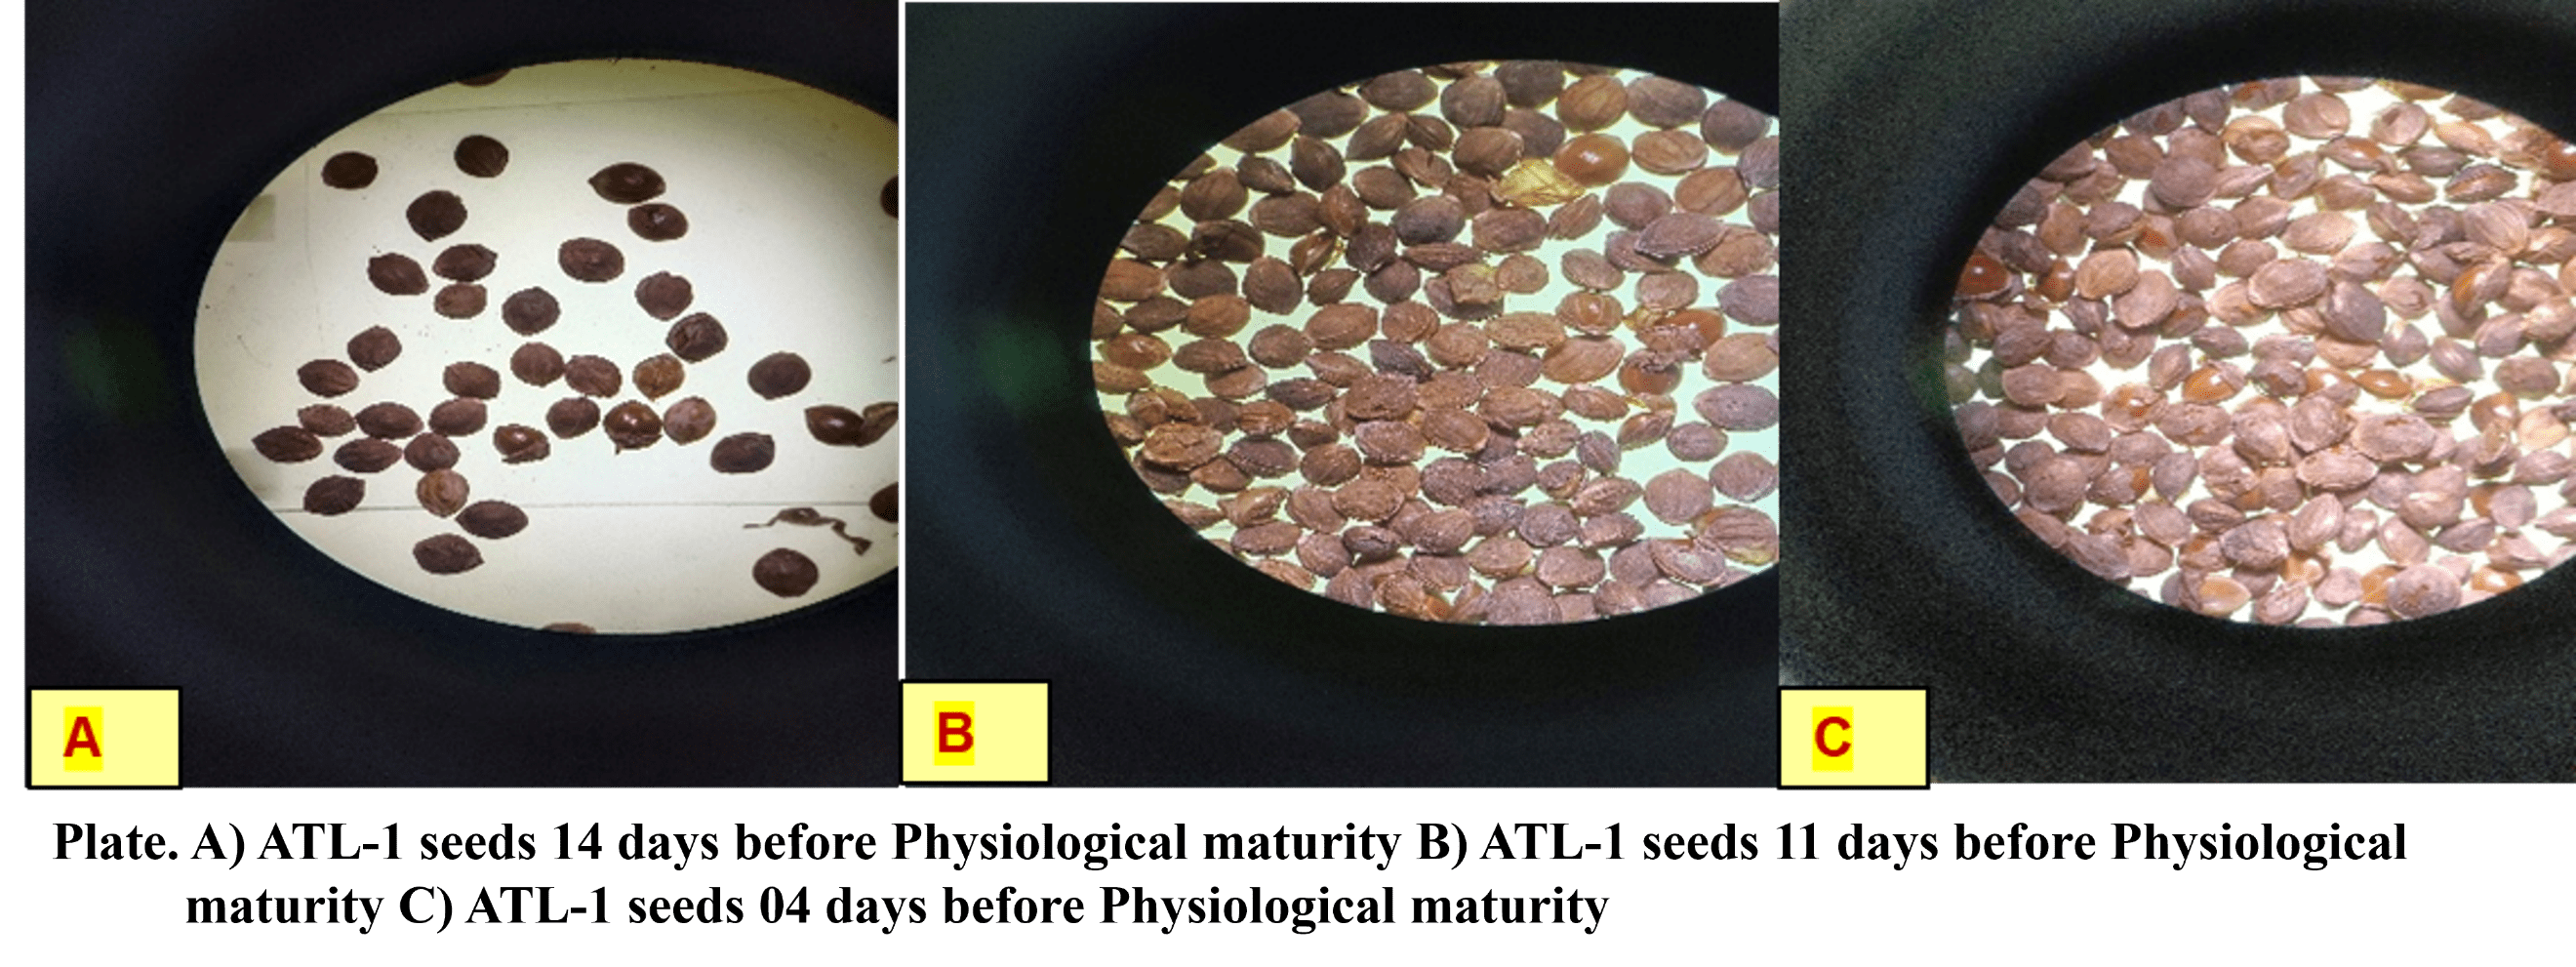 A
B
C
Plate. A) ATL-1 seeds 14 days before Physiological maturity B) ATL-1 seeds 11 days before Physiological
maturity C) ATL-1 seeds 04 days before Physiological maturity